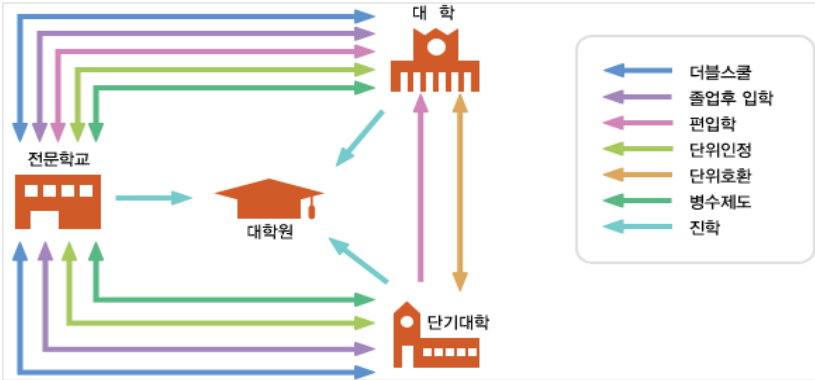 대 학
전문학교
대학원
단기대학
더블스쿨
졸업후 입학
편입학
단위인정
단위호환
병수제도
진학